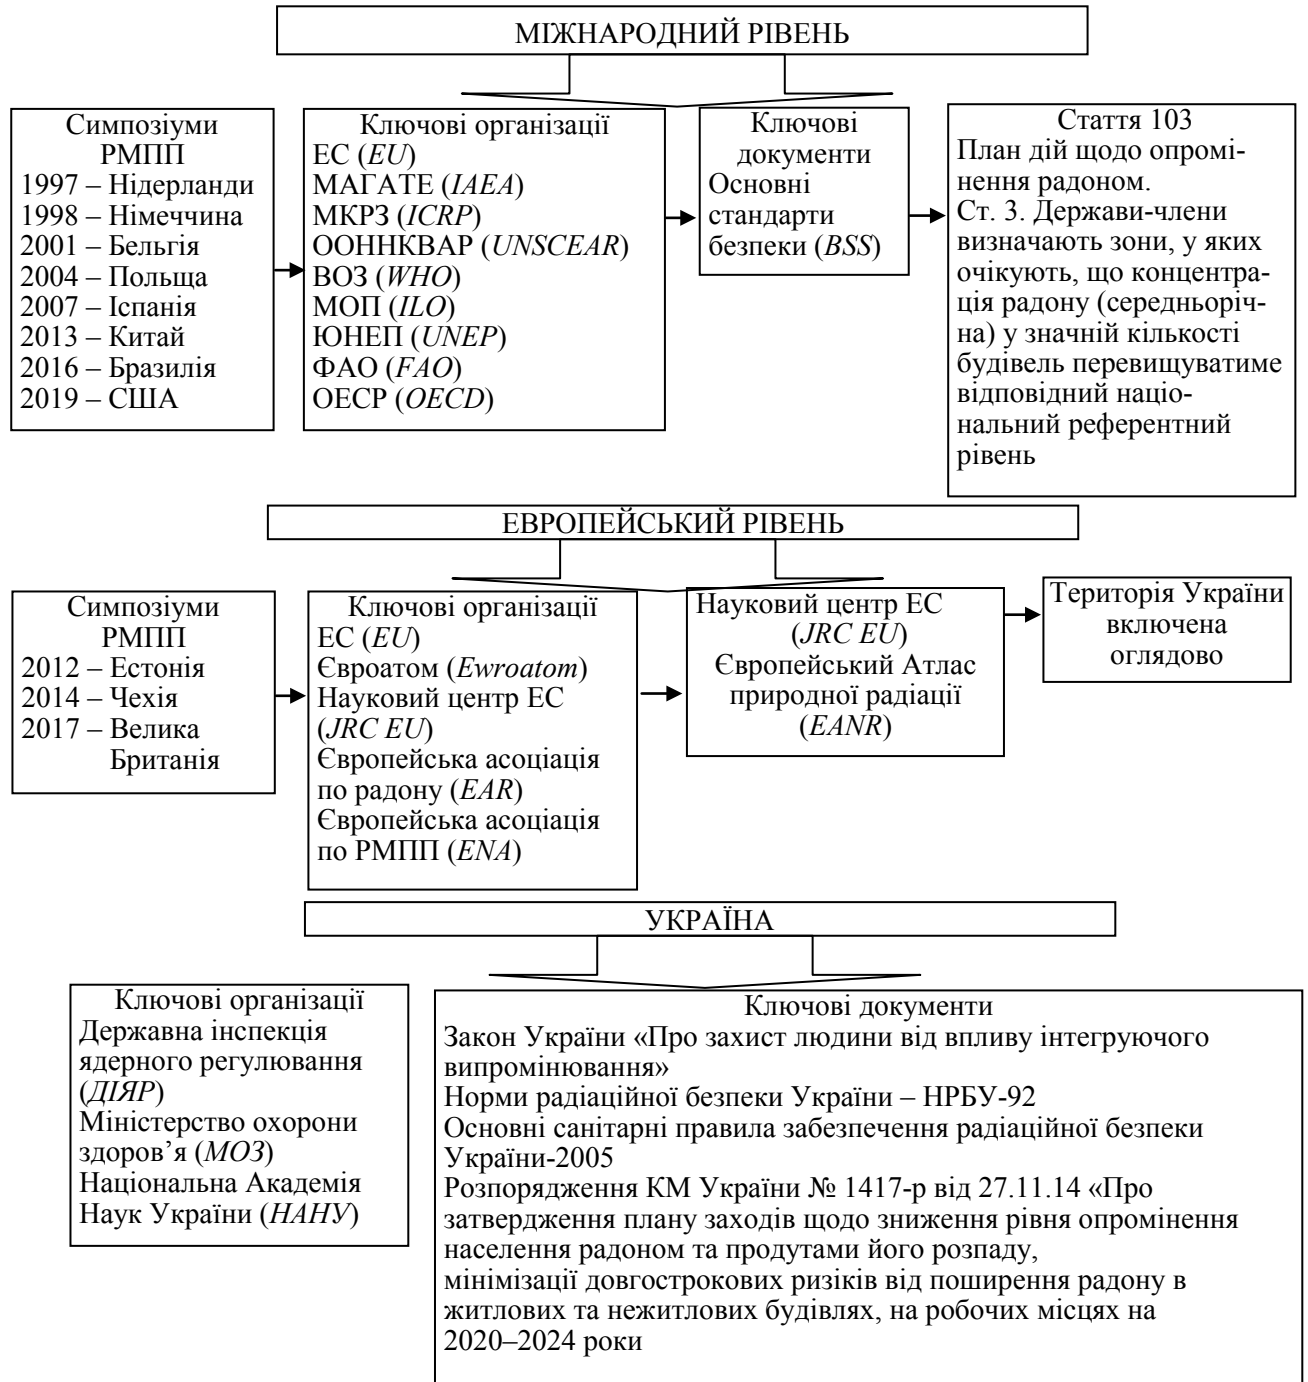 МІЖНАРОДНИЙ РІВЕНЬ
Симпозіуми
РМПП
1997 – Нідерланди
1998 – Німеччина
2001 – Бельгія
2004 – Польща
2007 – Іспанія
2013 – Китай
2016 – Бразилія
2019 – США
Ключові організації
ЕС (EU)
МАГАТЕ (IAEA)
МКРЗ (ICRP)
ООННКВАР (UNSCEAR)
ВОЗ (WHO)
МОП (ILO)
ЮНЕП (UNEP)
ФАО (FAO)
ОЕСР (OECD)
Ключові
документи
Основні
стандарти
безпеки (BSS)
Стаття 103
План дій щодо опромі-
нення радоном.
Ст. 3. Держави-члени
визначають зони, у яких
очікують, що концентра-
ція радону (середньоріч-
на) у значній кількості
будівель перевищуватиме
відповідний націо-
нальний референтний
рівень
ЕВРОПЕЙСЬКИЙ РІВЕНЬ
Симпозіуми
РМПП
2012 – Естонія
2014 – Чехія
2017 – Велика
Британія
Ключові організації
ЕС (EU)
Євроатом (Ewroatom)
Науковий центр ЕС
(JRC EU)
Європейська асоціація
по радону (EAR)
Європейська асоціація
по РМПП (ENA)
Науковий центр ЕС
(JRC EU)
Європейський Атлас
природної радіації
(EANR)
Територія України
включена
оглядово
УКРАЇНА
Ключові організації
Державна інспекція
ядерного регулювання
(ДІЯР)
Міністерство охорони
здоров’я (МОЗ)
Національна Академія
Наук України (НАНУ)
Ключові документи
Закон України «Про захист людини від впливу інтегруючого
випромінювання»
Норми радіаційної безпеки України – НРБУ-92
Основні санітарні правила забезпечення радіаційної безпеки
України-2005
Розпорядження КМ України № 1417-р від 27.11.14 «Про
затвердження плану заходів щодо зниження рівня опромінення
населення радоном та продутами його розпаду,
мінімізації довгострокових ризіків від поширення радону в
житлових та нежитлових будівлях, на робочих місцях на
2020–2024 роки